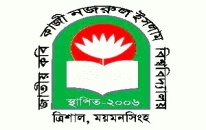 জাতীয় কবি কাজী নজরুল ইসলাম বিশ্ববিদ্যালয়
স্থাপিত-২০০৬
ত্রিশাল, ময়মনসিংহ